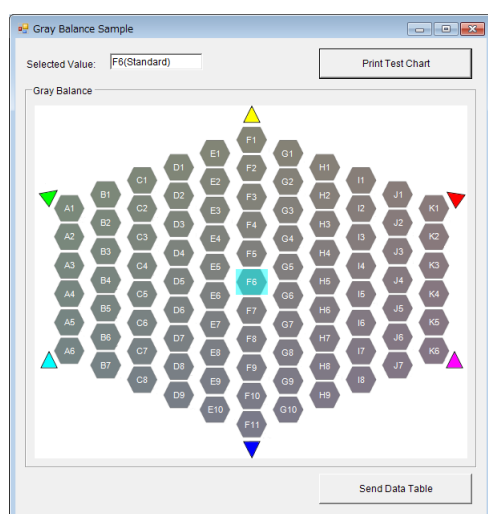 Gray Balance Sample
Selected Value: F6(Standard)
Print Test Chart
Gray Balance
A1 A2 A3 A4 A5 A6
B1 B2 B3 B4 B5 B6 B7
C1 C2 C3 C4 C5 C6 C7 C8
D1 D2 D3 D4 D5 D6 D7 D8 D9
E1 E2 E3 E4 E5 E6 E7 E8 E9 E10
F1 F2 F3 F4 F5 F6 F7 F8 F9 F10 F11
G1 G2 G3 G4 G5 G6 G7 G8 G9 G10
H1 H2 H3 H4 H5 H6 H7 H8 H9
I1 I2 I3 I4 I5 I6 I7 I8
J1 J2 J3 J4 J5 J6 J7
K1 K2 K3 K4 K5 K6
Send Data Table